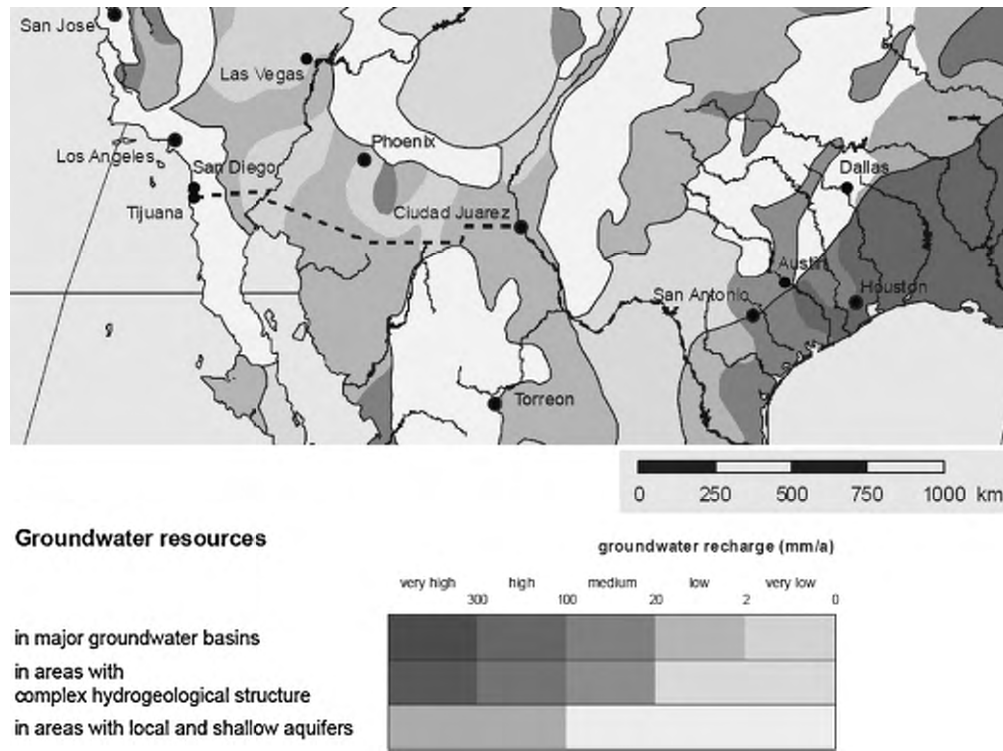 San Jose
Las Vegas
Los Angeles
Phoenix
San Diego
Tijuana
Ciudad Juarez
Dallas
Austin
San Antonio
Houston
Torreon
0 250 500 750 1000 km
Groundwater resources
groundwater recharge (mm/a)
very high high medium low very low
300 100 20 2 0
in major groundwater basins
in areas with
complex hydrogeological structure
in areas with local and shallow aquifers